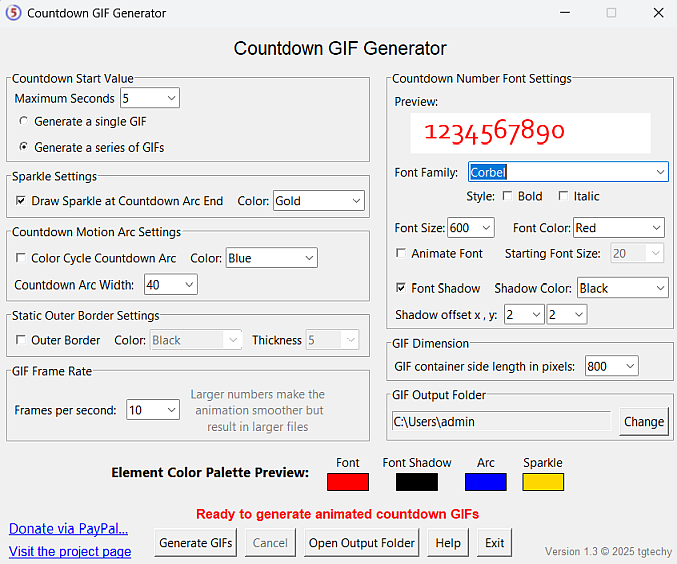 Countdown GIF Generator
Countdown GIF Generator
Countdown Start Value
Maximum Seconds 5
Generate a single GIF
Generate a series of GIFs
Sparkle Settings
Draw Sparkle at Countdown Arc End Color: Gold
Countdown Motion Arc Settings
Color Cycle Countdown Arc Color: Blue
Countdown Arc Width: 40
Static Outer Border Settings
Outer Border Color: Black Thickness 5
GIF Frame Rate
Frames per second: 10
Larger numbers make the
animation smoother but
result in larger files
Countdown Number Font Settings
Preview:
1234567890
Font Family: Corbel
Style: Bold Italic
Font Size: 600 Font Color: Red
Animate Font Starting Font Size: 20
Font Shadow Shadow Color: Black
Shadow offset x , y: 2 2
GIF Dimension
GIF container side length in pixels: 800
GIF Output Folder
C:\Users\admin Change
Element Color Palette Preview: Font Font Shadow Arc Sparkle
Ready to generate animated countdown GIFs
Donate via PayPal...
Visit the project page
Generate GIFs Cancel Open Output Folder Help Exit
Version 1.3 © 2025 tgtechy